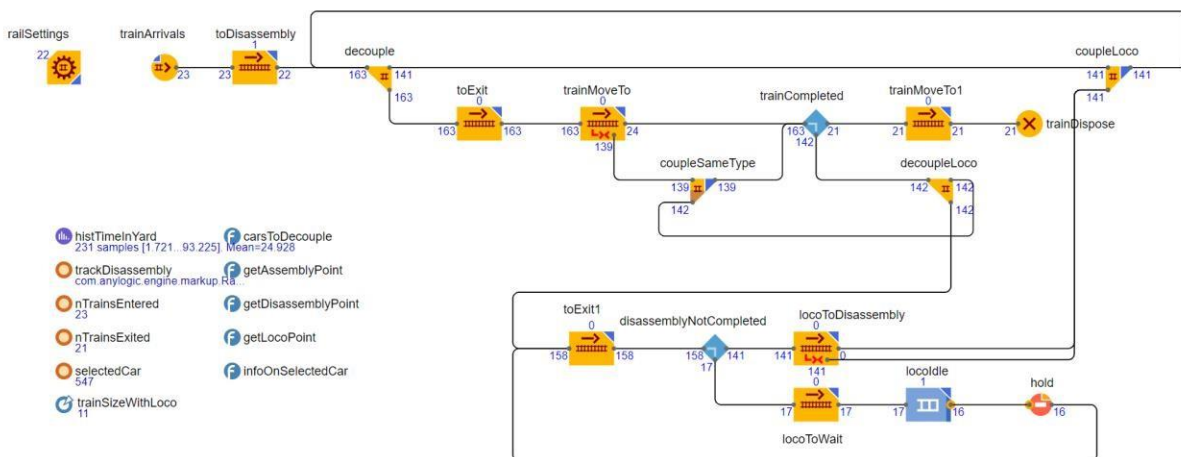 railSettings
22
trainArrivals
23
toDisassembly
1
23 22
decouple
163 141
163
coupleLoco
141 141
141
toExit
0
163 163
trainMoveTo
0
163 24
139
trainCompleted
163 21
142
trainMoveTo1
0
21 21
21
trainDispose
coupleSameType
139 139
142
decoupleLoco
142 142
142
histTimeInYard
231 samples [1.721...93.225]. Mean=24.928
trackDisassembly
com.anylogic.engine.markup.Ra...
nTrainsEntered
23
nTrainsExited
21
selectedCar
547
trainSizeWithLoco
11
carsToDecouple
getAssemblyPoint
getDisassemblyPoint
getLocoPoint
infoOnSelectedCar
toExit1
0
158 158
disassemblyNotCompleted
158 141
17
locoToDisassembly
0
141 0
141
0
17 17
locoToWait
locoIdle
1
17 16
hold
16